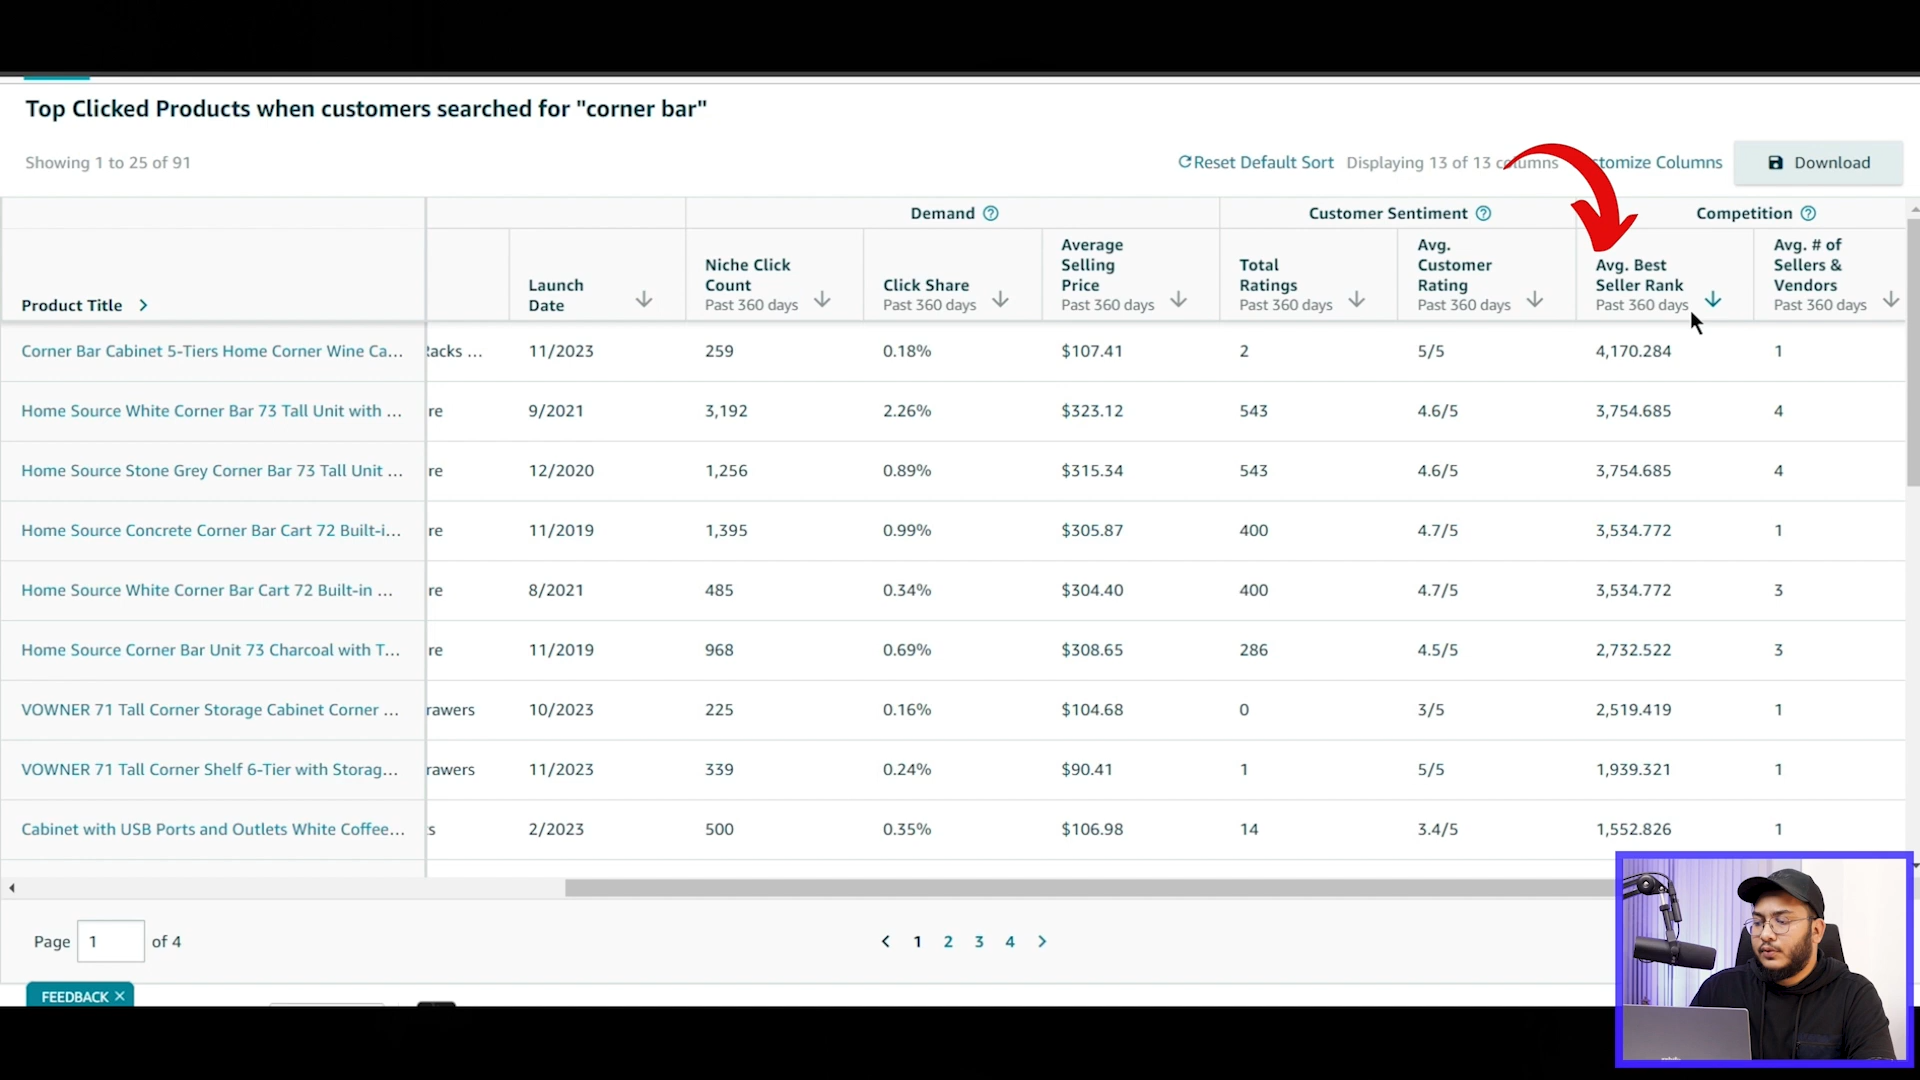 Top Clicked Products when customers searched for "corner bar"
Showing 1 to 25 of 91
Reset Default Sort Displaying 13 of 13 columns tomize Columns Download
Demand Customer Sentiment Competition
Product Title Launch Date Niche Click Count Past 360 days Click Share Past 360 days Average Selling Price Past 360 days Total Ratings Past 360 days Avg. Customer Rating Past 360 days Avg. Best Seller Rank Past 360 days Avg. # of Sellers & Vendors Past 360 days
Corner Bar Cabinet 5-Tiers Home Corner Wine Ca... Racks ... 11/2023 259 0.18% $107.41 2 5/5 4,170.284 1
Home Source White Corner Bar 73 Tall Unit with ... re 9/2021 3,192 2.26% $323.12 543 4.6/5 3,754.685 4
Home Source Stone Grey Corner Bar 73 Tall Unit ... re 12/2020 1,256 0.89% $315.34 543 4.6/5 3,754.685 4
Home Source Concrete Corner Bar Cart 72 Built-i... re 11/2019 1,395 0.99% $305.87 400 4.7/5 3,534.772 1
Home Source White Corner Bar Cart 72 Built-in ... re 8/2021 485 0.34% $304.40 400 4.7/5 3,534.772 3
Home Source Corner Bar Unit 73 Charcoal with T... re 11/2019 968 0.69% $308.65 286 4.5/5 2,732.522 3
VOWNER 71 Tall Corner Storage Cabinet Corner ... rawers 10/2023 225 0.16% $104.68 0 3/5 2,519.419 1
VOWNER 71 Tall Corner Shelf 6-Tier with Storag... rawers 11/2023 339 0.24% $90.41 1 5/5 1,939.321 1
Cabinet with USB Ports and Outlets White Coffee... s 2/2023 500 0.35% $106.98 14 3.4/5 1,552.826 1
Page 1 of 4 1 2 3 4
FEEDBACK